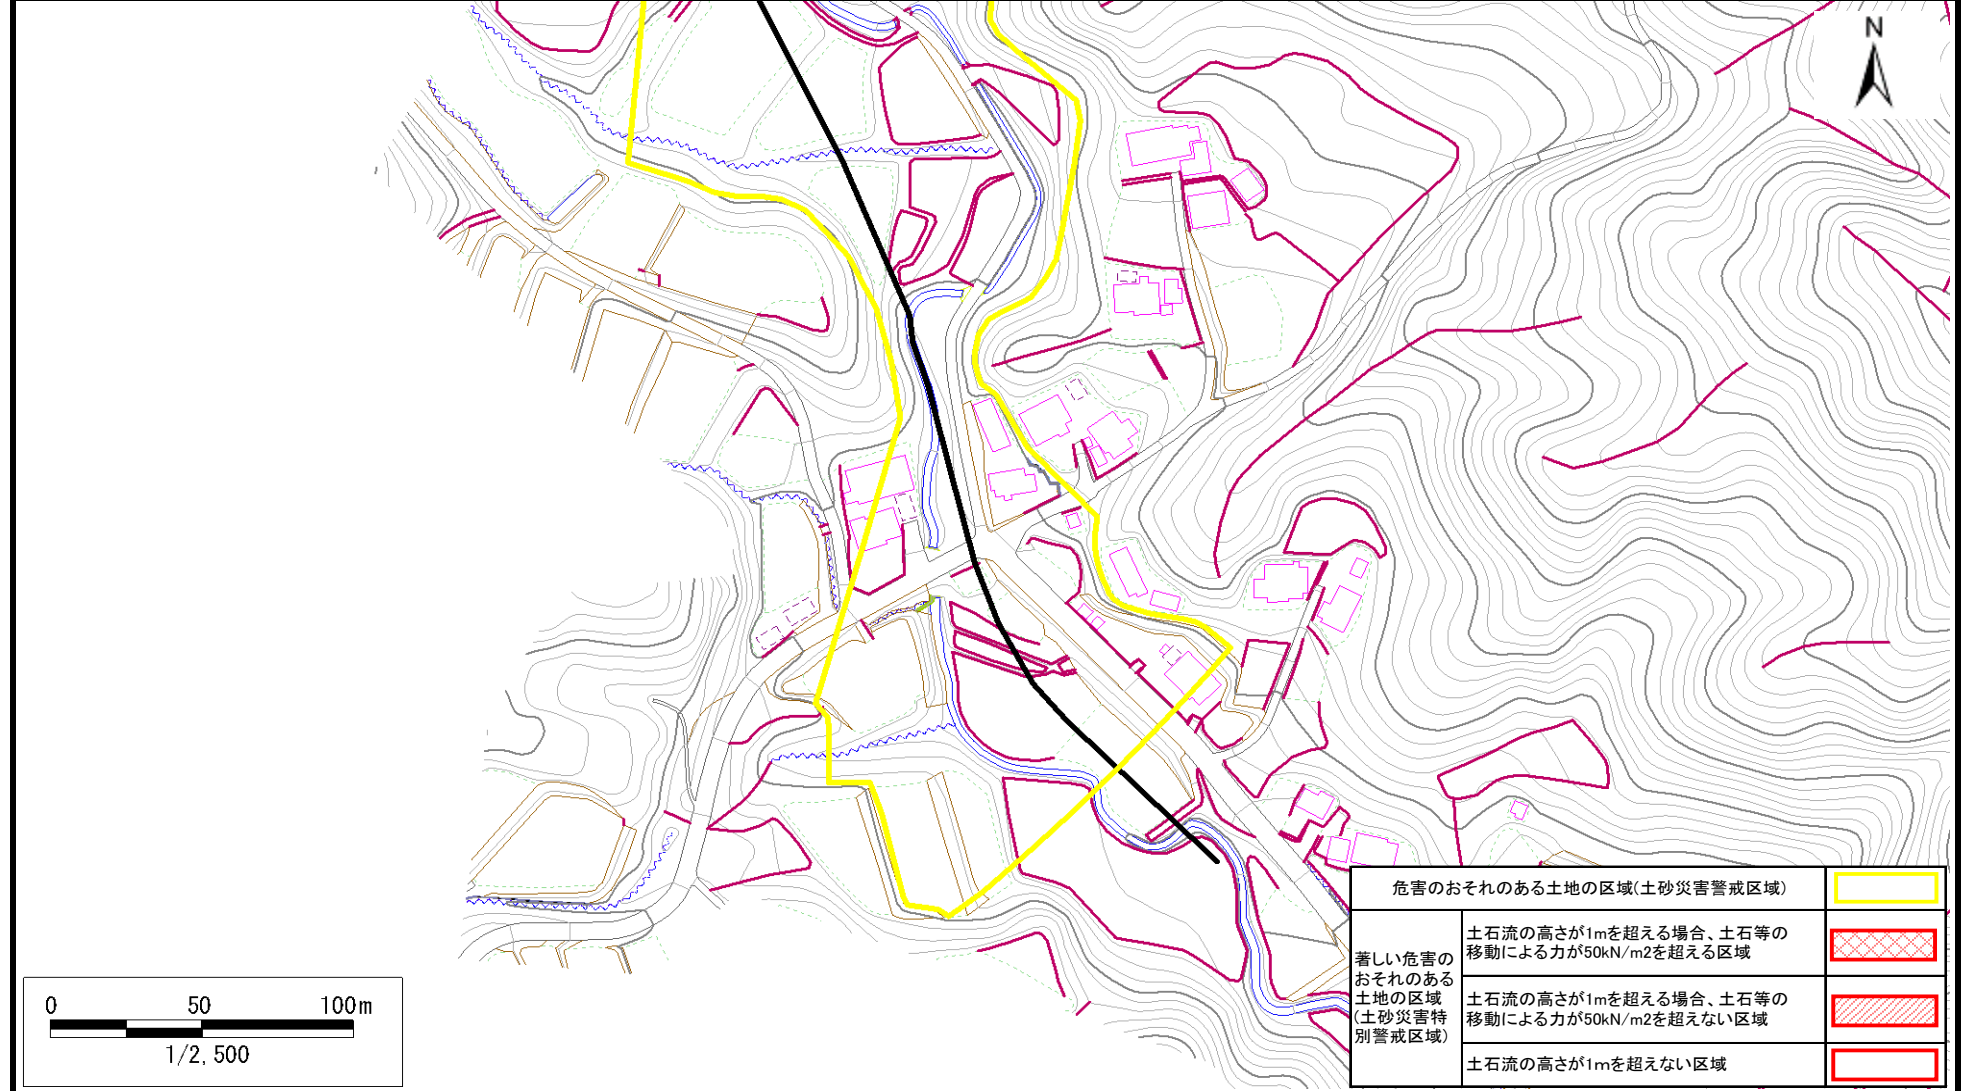 N
危害のおそれのある土地の区域(土砂災害警戒区域)
著しい危害の
おそれのある
土地の区域
(土砂災害特
別警戒区域)
土石流の高さが1mを超える場合、土石等の
移動による力が50kN/m2を超える区域
土石流の高さが1mを超える場合、土石等の
移動による力が50kN/m2を超えない区域
土石流の高さが1mを超えない区域
0 50 100m
1/2,500